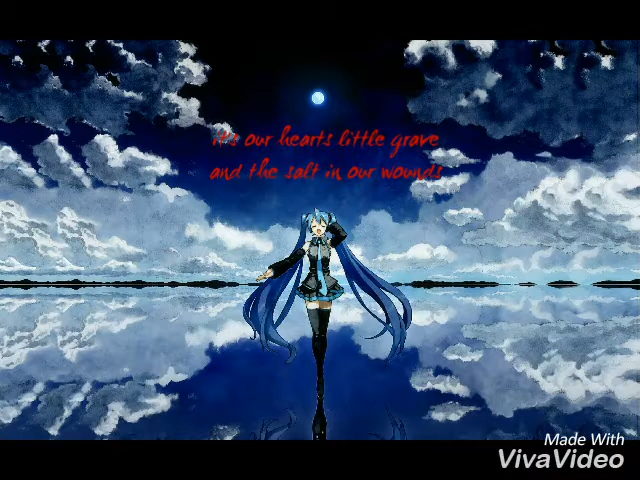 it's our hearts little grave
and the salt in our wounds
Made With
VivaVideo